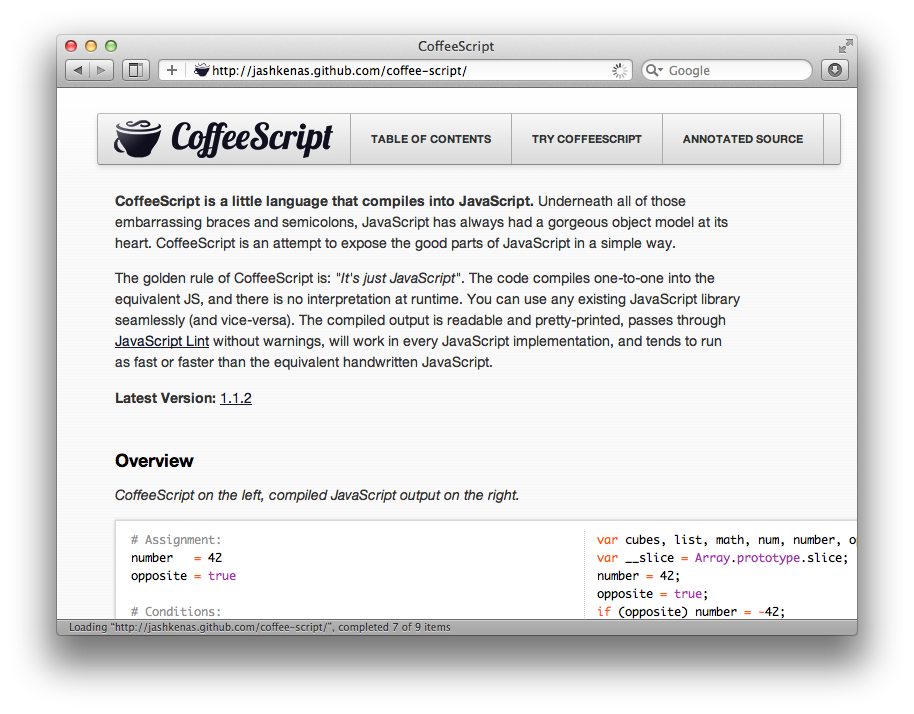 CoffeeScript
http://jashkenas.github.com/coffee-script/
Google
CoffeeScript
TABLE OF CONTENTS
TRY COFFEESCRIPT
ANNOTATED SOURCE
CoffeeScript is a little language that compiles into JavaScript. Underneath all of those
embarrassing braces and semicolons, JavaScript has always had a gorgeous object model at its
heart. CoffeeScript is an attempt to expose the good parts of JavaScript in a simple way.
The golden rule of CoffeeScript is: "It's just JavaScript". The code compiles one-to-one into the
equivalent JS, and there is no interpretation at runtime. You can use any existing JavaScript library
seamlessly (and vice-versa). The compiled output is readable and pretty-printed, passes through
JavaScript Lint without warnings, will work in every JavaScript implementation, and tends to run
as fast or faster than the equivalent handwritten JavaScript.
Latest Version: 1.1.2
Overview
CoffeeScript on the left, compiled JavaScript output on the right.
# Assignment:
number   = 42
opposite = true
# Conditions:
var cubes, list, math, num, number,
var __slice = Array.prototype.slice;
number = 42;
opposite = true;
if (opposite) number = -42;
Loading "http://jashkenas.github.com/coffee-script/", completed 7 of 9 items